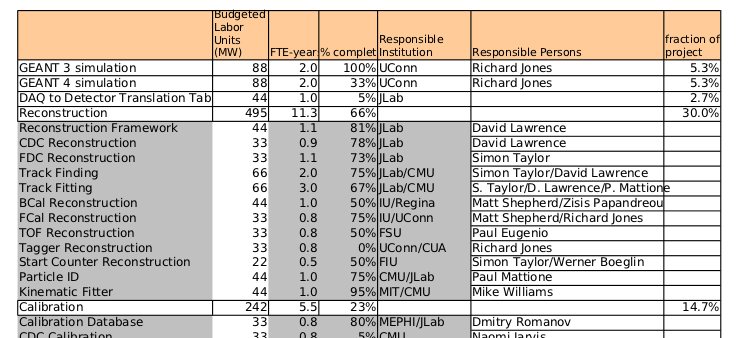 Budgeted Labor Units (MW) FTE-year % complet Responsible Institution Responsible Persons fraction of project
GEANT 3 simulation 88 2.0 100% UConn Richard Jones 5.3%
GEANT 4 simulation 88 2.0 33% UConn Richard Jones 5.3%
DAQ to Detector Translation Tab 44 1.0 5% JLab 2.7%
Reconstruction 495 11.3 66% 30.0%
Reconstruction Framework 44 1.1 81% JLab David Lawrence
CDC Reconstruction 33 0.9 78% JLab David Lawrence
FDC Reconstruction 33 1.1 73% JLab Simon Taylor
Track Finding 66 2.0 75% JLab/CMU Simon Taylor/David Lawrence
Track Fitting 66 3.0 67% JLab/CMU S. Taylor/D. Lawrence/P. Mattione
BCal Reconstruction 44 1.0 50% IU/Regina Matt Shepherd/Zisis Papandreou
FCal Reconstruction 33 0.8 75% IU/UConn Matt Shepherd/Richard Jones
TOF Reconstruction 33 0.8 50% FSU Paul Eugenio
Tagger Reconstruction 33 0.8 0% UConn/CUA Richard Jones
Start Counter Reconstruction 22 0.5 50% FIU Simon Taylor/Werner Boeglin
Particle ID 44 1.0 75% CMU/JLab Paul Mattione
Kinematic Fitter 44 1.0 95% MIT/CMU Mike Williams
Calibration 242 5.5 23% 14.7%
Calibration Database 33 0.8 80% MEPHI/JLab Dmitry Romanov
CDC Calibration 33 0.8 5% CMU Naomi Jarvis